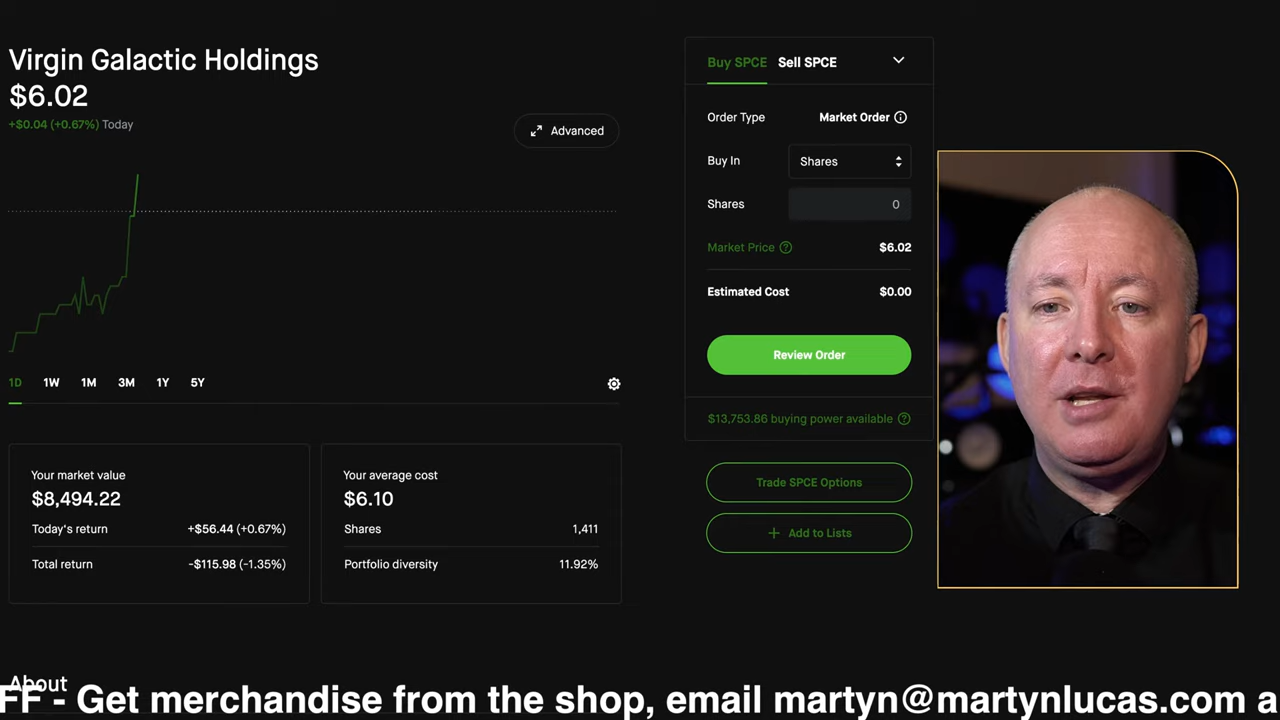 Virgin Galactic Holdings
$6.02
+$0.04 (+0.67%) Today
Advanced
1D 1W 1M 3M 1Y 5Y
Your market value
$8,494.22
Today's return +$56.44 (+0.67%)
Total return -$115.98 (-1.35%)
Your average cost
$6.10
Shares 1,411
Portfolio diversity 11.92%
Buy SPCE Sell SPCE
Order Type Market Order
Buy In Shares
Shares 0
Market Price $6.02
Estimated Cost $0.00
Review Order
$13,753.86 buying power available
Trade SPCE Options
+ Add to Lists
About
FF - Get merchandise from the shop, email martyn@martynlucas.com a